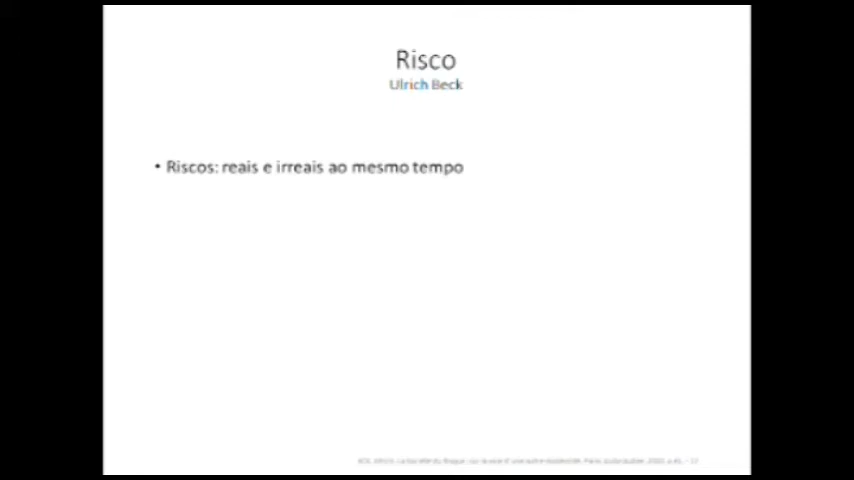 Risco
Ulrich Beck
• Riscos: reais e irreais ao mesmo tempo